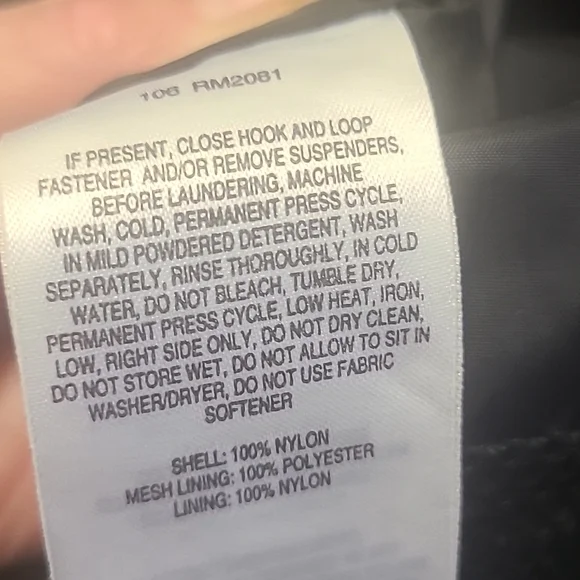 106 RM2081
IF PRESENT, CLOSE HOOK AND LOOP
FASTENER AND/OR REMOVE SUSPENDERS,
BEFORE LAUNDERING, MACHINE
WASH, COLD, PERMANENT PRESS CYCLE,
IN MILD POWDERED DETERGENT, WASH
SEPARATELY, RINSE THOROUGHLY, IN COLD
WATER, DO NOT BLEACH, TUMBLE DRY,
PERMANENT PRESS CYCLE, LOW HEAT, IRON,
LOW, RIGHT SIDE ONLY, DO NOT DRY CLEAN,
DO NOT STORE WET, DO NOT ALLOW TO SIT IN
WASHER/DRYER, DO NOT USE FABRIC
SOFTENER
SHELL: 100% NYLON
MESH LINING: 100% POLYESTER
LINING: 100% NYLON